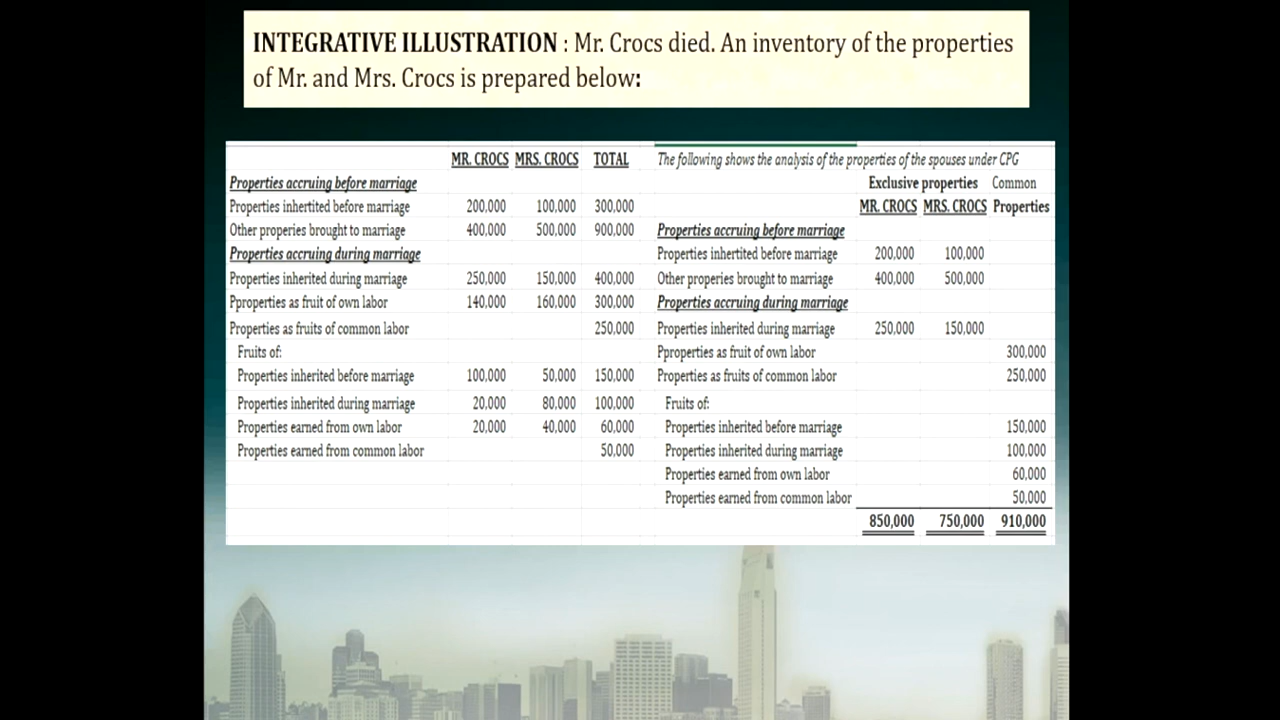 INTEGRATIVE ILLUSTRATION : Mr. Crocs died. An inventory of the properties
of Mr. and Mrs. Crocs is prepared below:
MR. CROCS MRS. CROCS TOTAL
Properties accruing before marriage
Properties inhertited before marriage 200,000 100,000 300,000
Other properies brought to marriage 400,000 500,000 900,000
Properties accruing during marriage
Properties inherited during marriage 250,000 150,000 400,000
Pproperties as fruit of own labor 140,000 160,000 300,000
Properties as fruits of common labor 250,000
Fruits of:
Properties inherited before marriage 100,000 50,000 150,000
Properties inherited during marriage 20,000 80,000 100,000
Properties earned from own labor 20,000 40,000 60,000
Properties earned from common labor 50,000
The following shows the analysis of the properties of the spouses under CPG
Exclusive properties Common
MR. CROCS MRS. CROCS Properties
Properties accruing before marriage
Properties inhertited before marriage 200,000 100,000
Other properies brought to marriage 400,000 500,000
Properties accruing during marriage
Properties inherited during marriage 250,000 150,000
Pproperties as fruit of own labor 300,000
Properties as fruits of common labor 250,000
Fruits of:
Properties inherited before marriage 150,000
Properties inherited during marriage 100,000
Properties earned from own labor 60,000
Properties earned from common labor 50,000
850,000 750,000 910,000